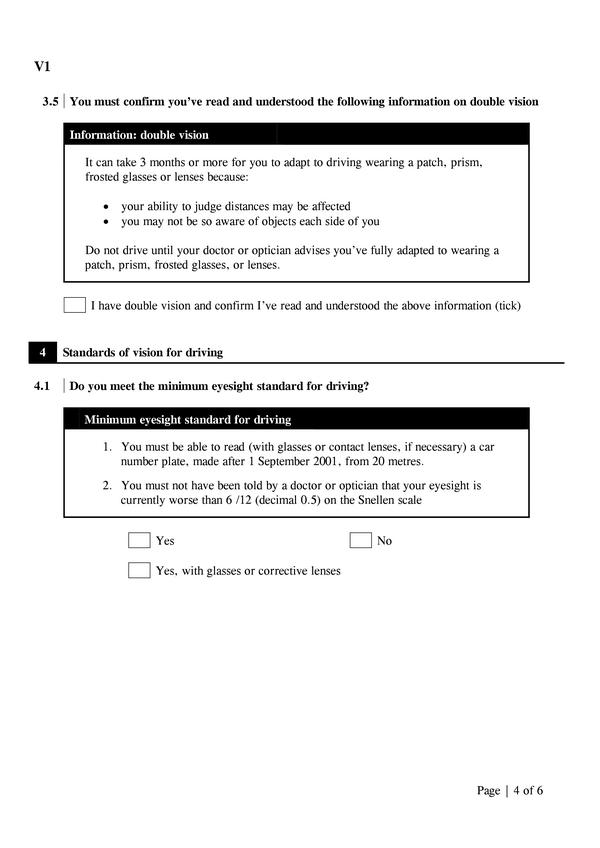 V1
3.5 You must confirm you've read and understood the following information on double vision
Information: double vision
It can take 3 months or more for you to adapt to driving wearing a patch, prism,
frosted glasses or lenses because:
• your ability to judge distances may be affected
• you may not be so aware of objects each side of you
Do not drive until your doctor or optician advises you've fully adapted to wearing a
patch, prism, frosted glasses, or lenses.
I have double vision and confirm I've read and understood the above information (tick)
4 Standards of vision for driving
4.1 Do you meet the minimum eyesight standard for driving?
Minimum eyesight standard for driving
1. You must be able to read (with glasses or contact lenses, if necessary) a car
number plate, made after 1 September 2001, from 20 metres.
2. You must not have been told by a doctor or optician that your eyesight is
currently worse than 6 /12 (decimal 0.5) on the Snellen scale
Yes No
Yes, with glasses or corrective lenses
Page | 4 of 6